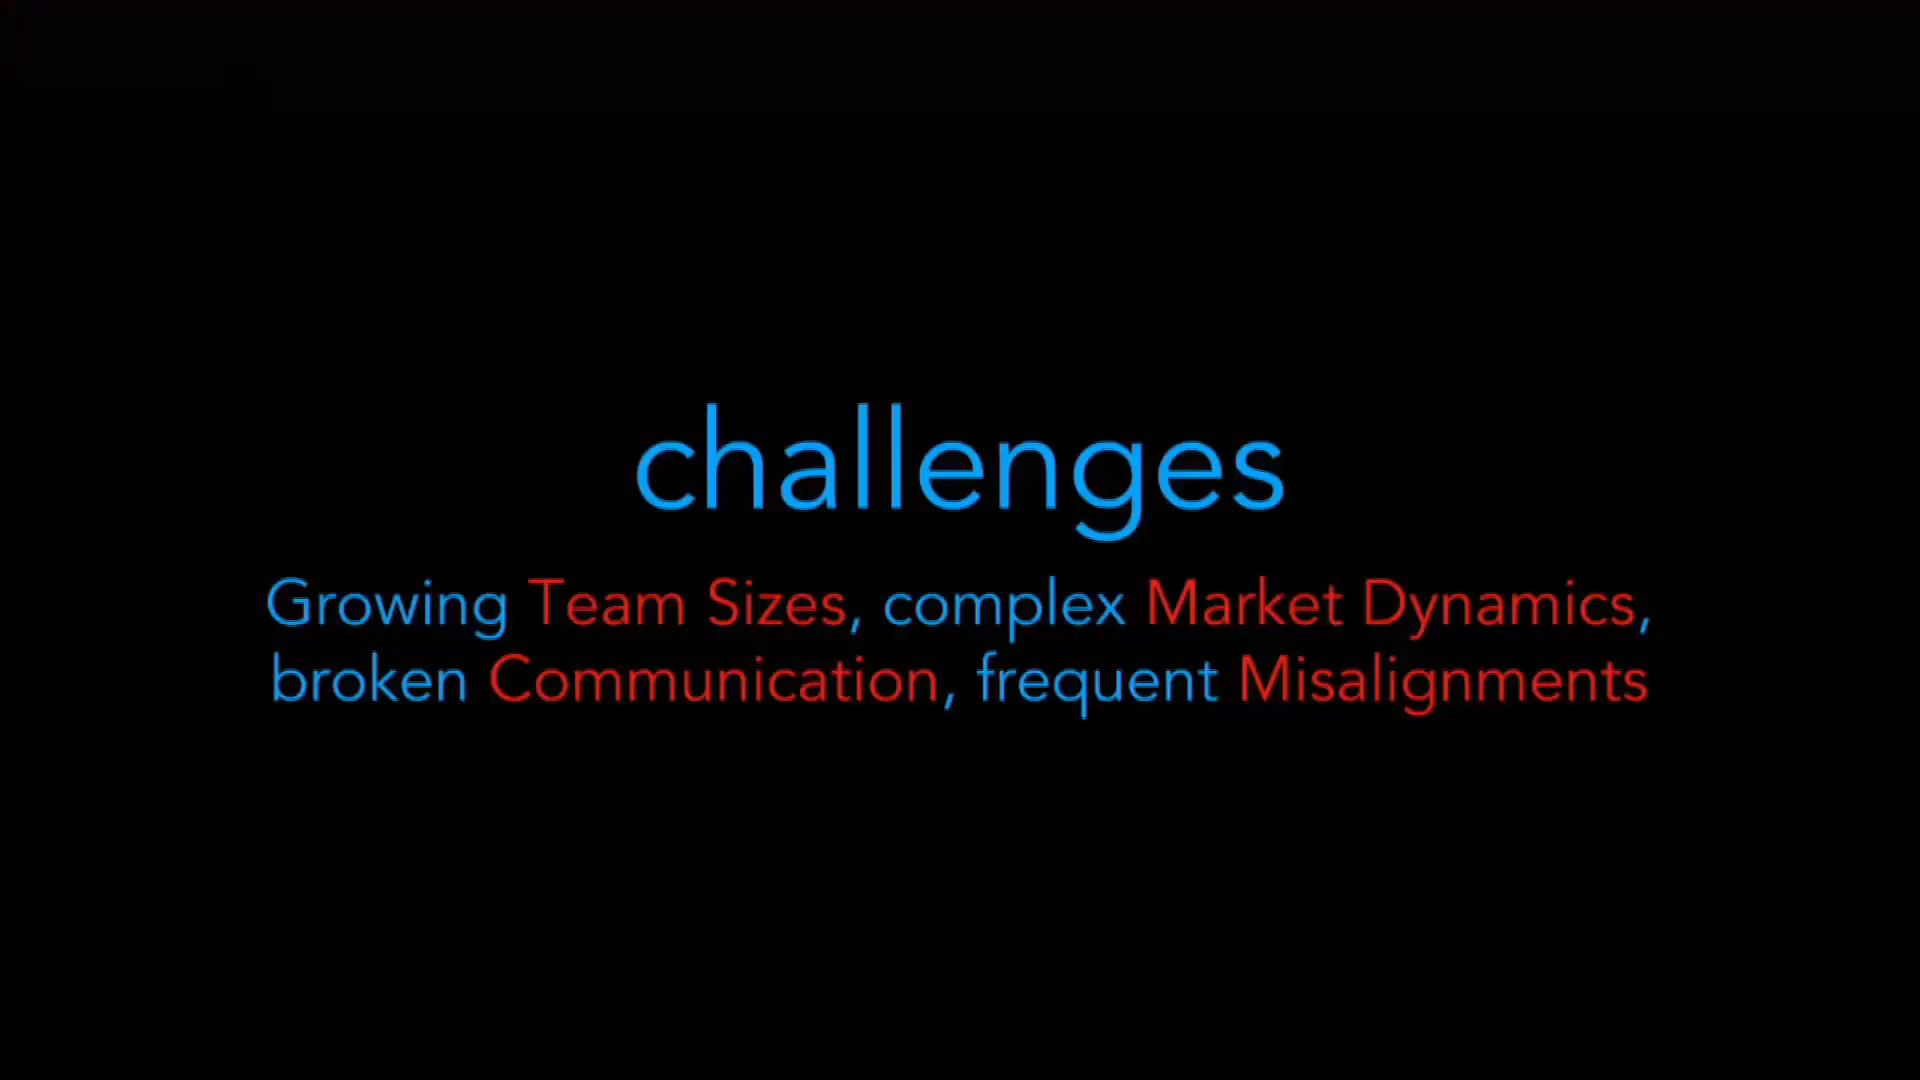 challenges
Growing Team Sizes, complex Market Dynamics,
broken Communication, frequent Misalignments